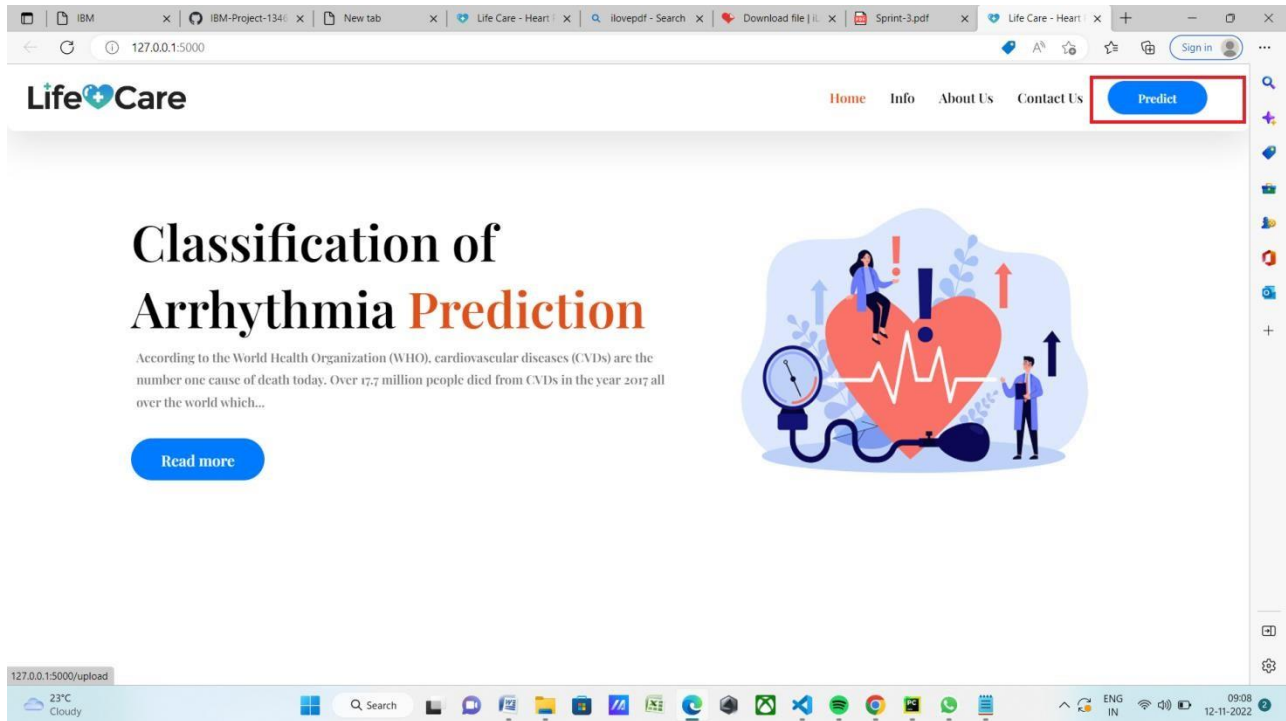 IBM
IBM-Project-1346
New tab
Life Care - Heart
ilovepdf - Search
Download file | iL
Sprint-3.pdf
Life Care - Heart
127.0.0.1:5000
Sign in
Life Care
Home Info About Us Contact Us Predict
Classification of
Arrhythmia Prediction
According to the World Health Organization (WHO), cardiovascular diseases (CVDs) are the
number one cause of death today. Over 17.7 million people died from CVDs in the year 2017 all
over the world which...
Read more
127.0.0.1:5000/upload
23°C
Cloudy
Search
ENG
IN
09:08
12-11-2022
2